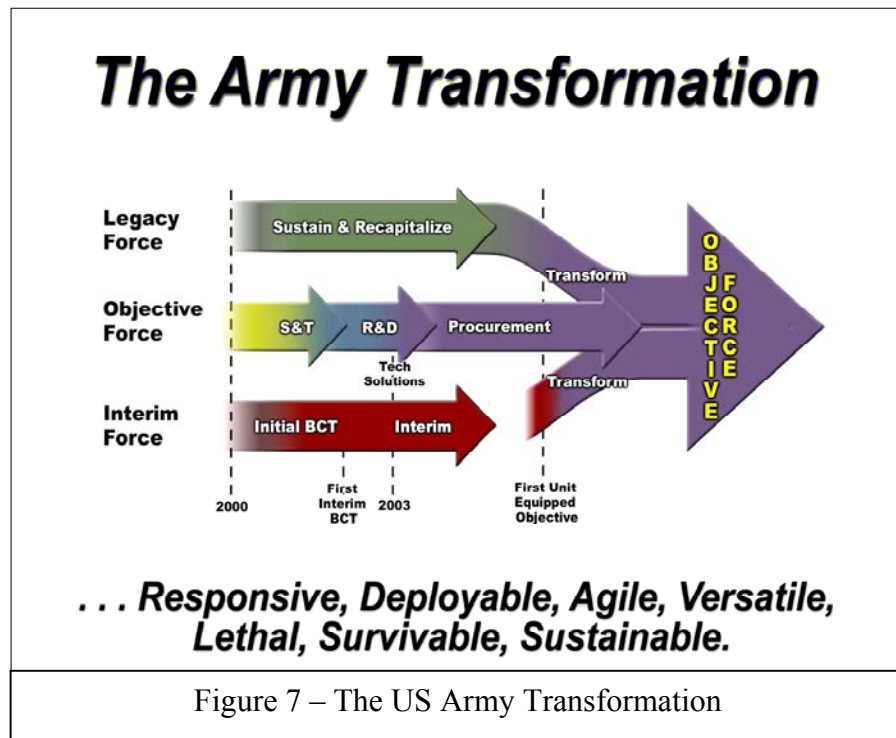 The Army Transformation
Legacy
Force
Sustain & Recapitalize
Transform
Objective
Force
S&T
R&D
Procurement
Tech
Solutions
Transform
Interim
Force
Initial BCT
Interim
OBJECTIVE
FORCE
2000
First
Interim
BCT
2003
First Unit
Equipped
Objective
. . . Responsive, Deployable, Agile, Versatile,
Lethal, Survivable, Sustainable.
Figure 7 – The US Army Transformation